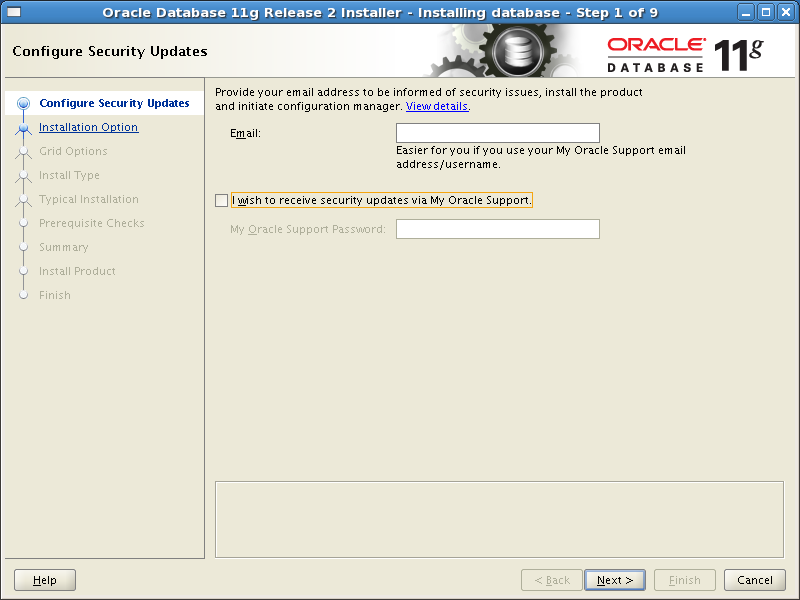 Oracle Database 11g Release 2 Installer - Installing database - Step 1 of 9
Configure Security Updates
ORACLE
DATABASE
11g
Configure Security Updates
Installation Option
Grid Options
Install Type
Typical Installation
Prerequisite Checks
Summary
Install Product
Finish
Provide your email address to be informed of security issues, install the product
and initiate configuration manager. View details.
Email:
Easier for you if you use your My Oracle Support email
address/username.
I wish to receive security updates via My Oracle Support.
My Oracle Support Password:
Help
< Back
Next >
Finish
Cancel